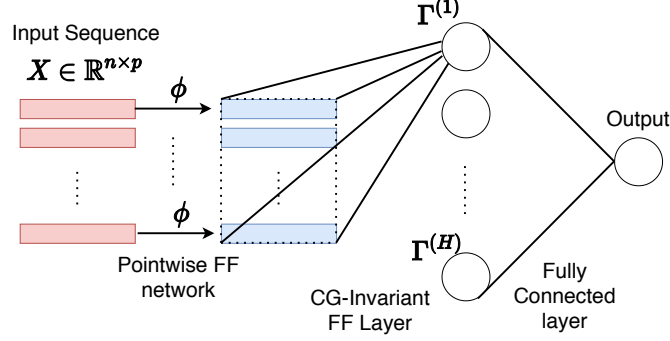 Input Sequence
X ∈ ℝ^{n×p}
ϕ
ϕ
Pointwise FF
network
Γ^{(1)}
Γ^{(H)}
CG-Invariant
FF Layer
Fully
Connected
layer
Output